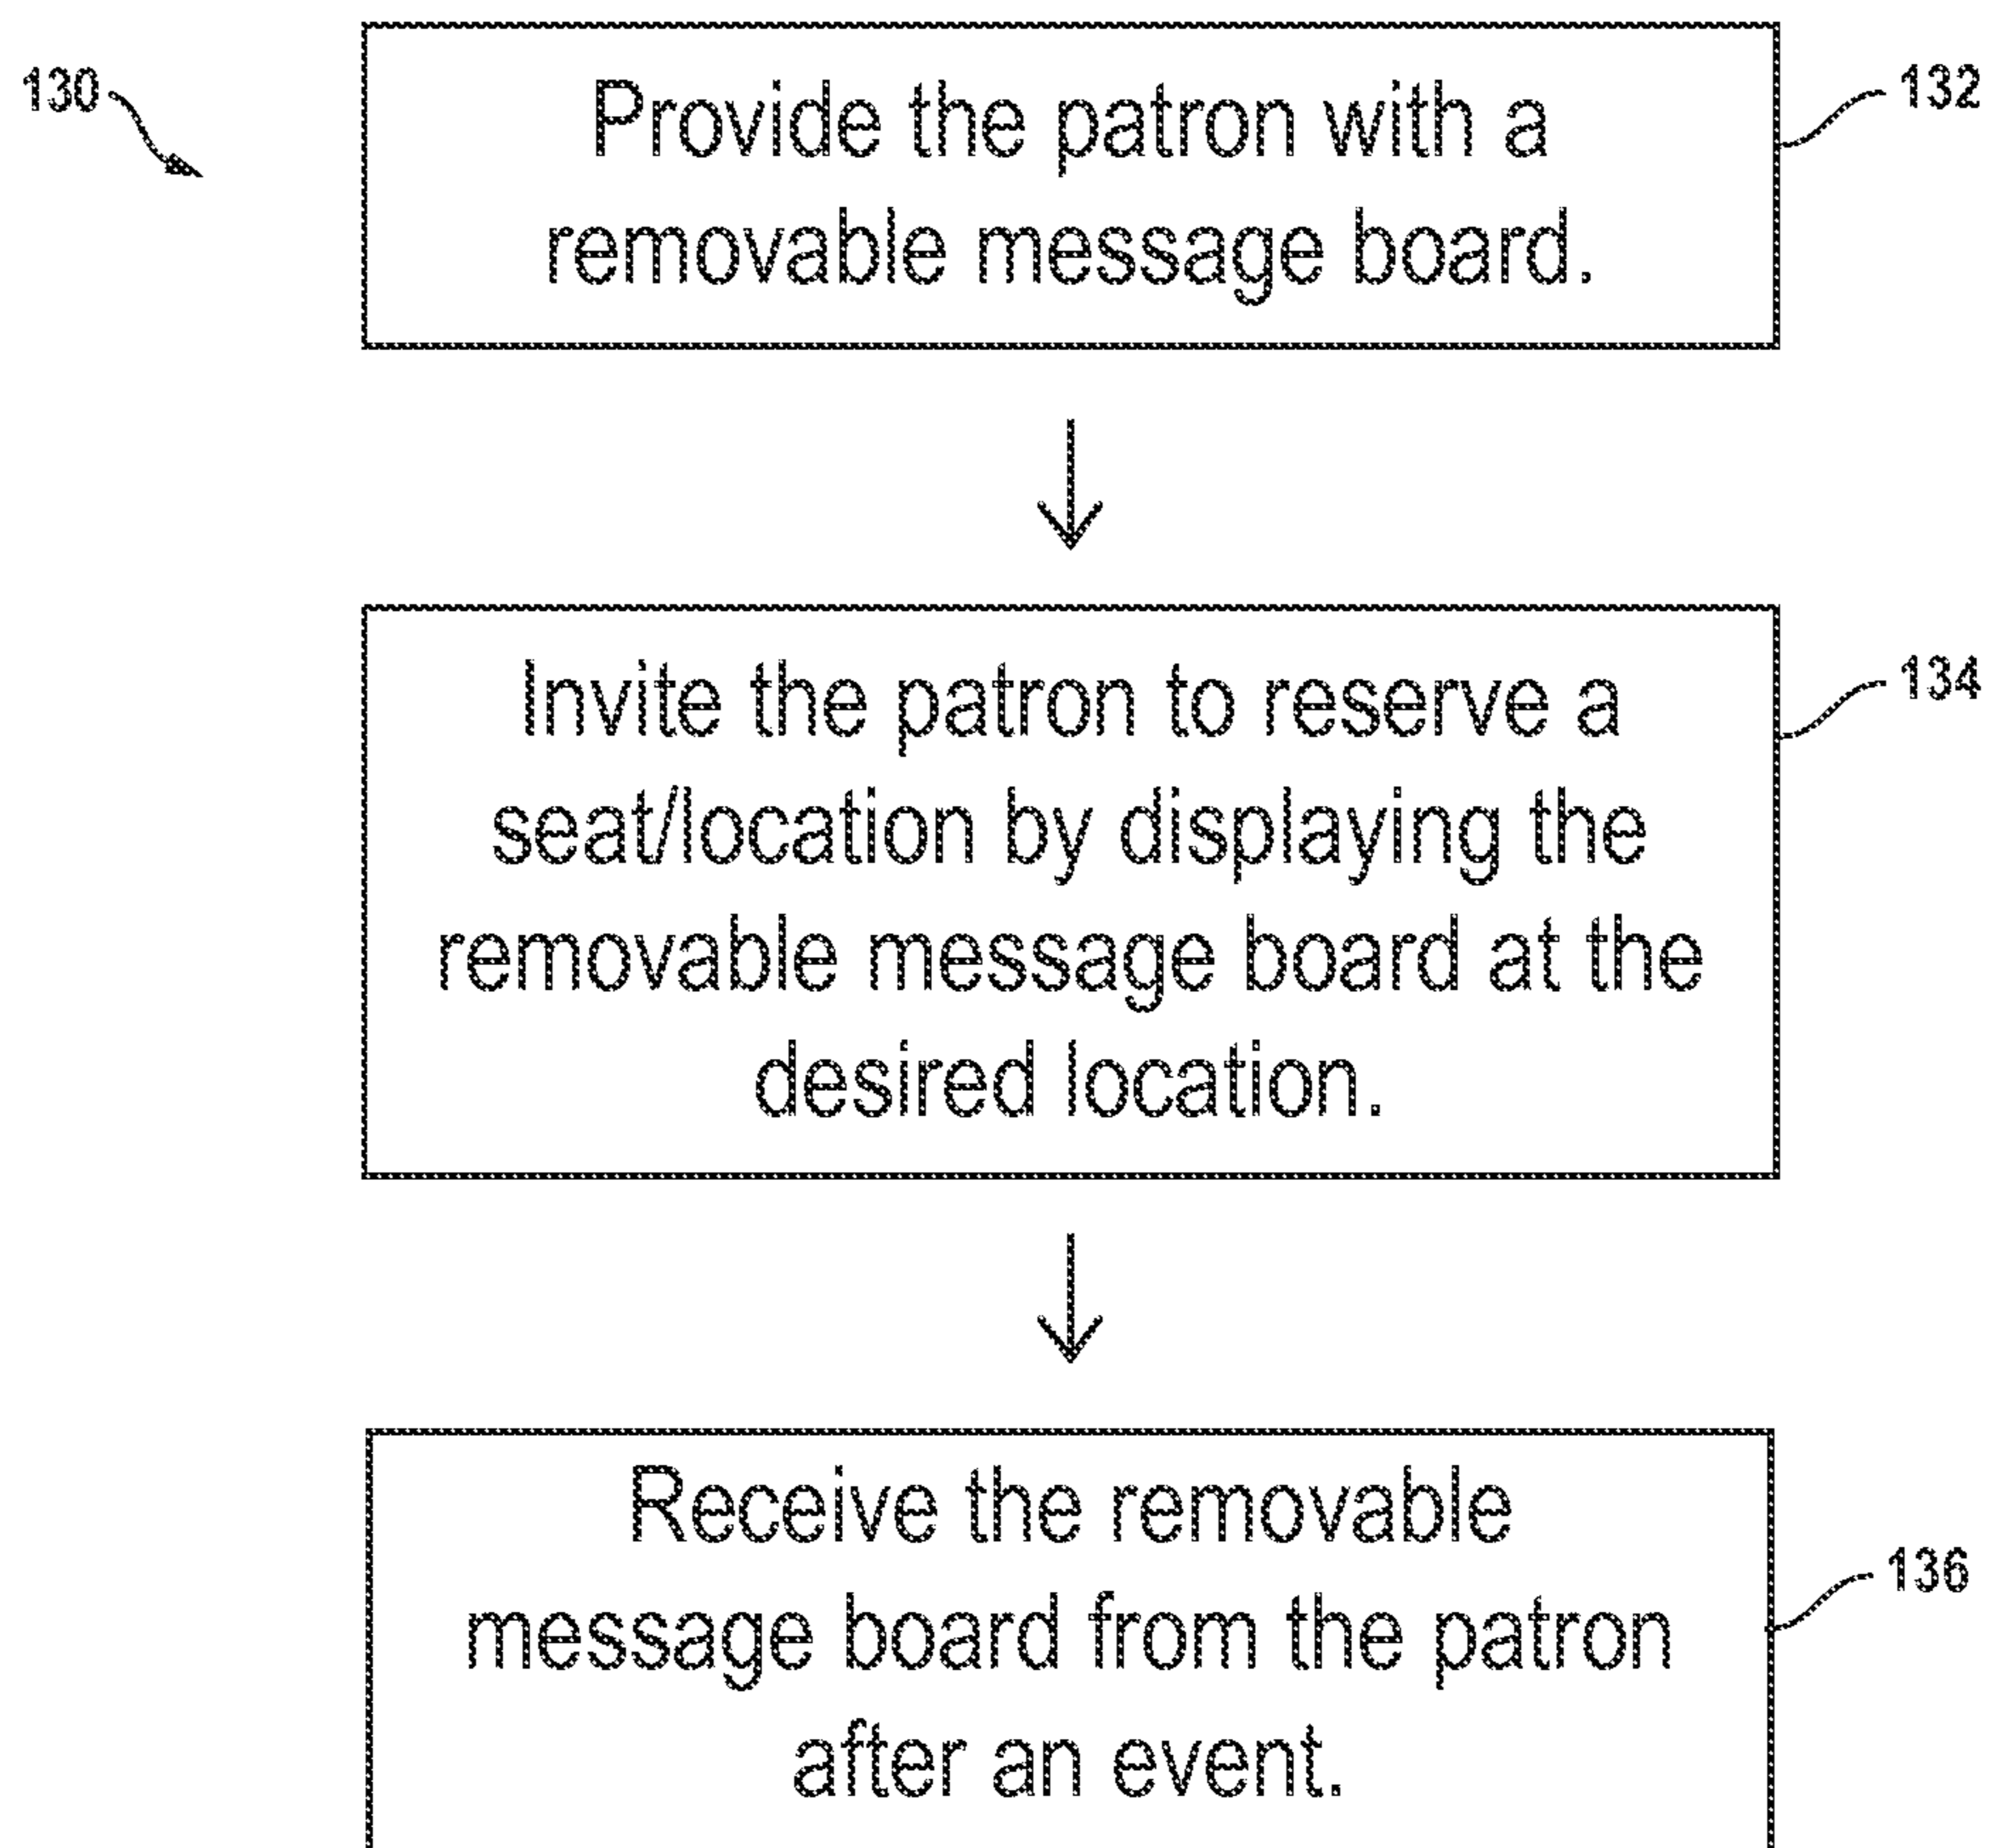 130
132
Provide the patron with a
removable message board.
134
Invite the patron to reserve a
seat/location by displaying the
removable message board at the
desired location.
136
Receive the removable
message board from the patron
after an event.